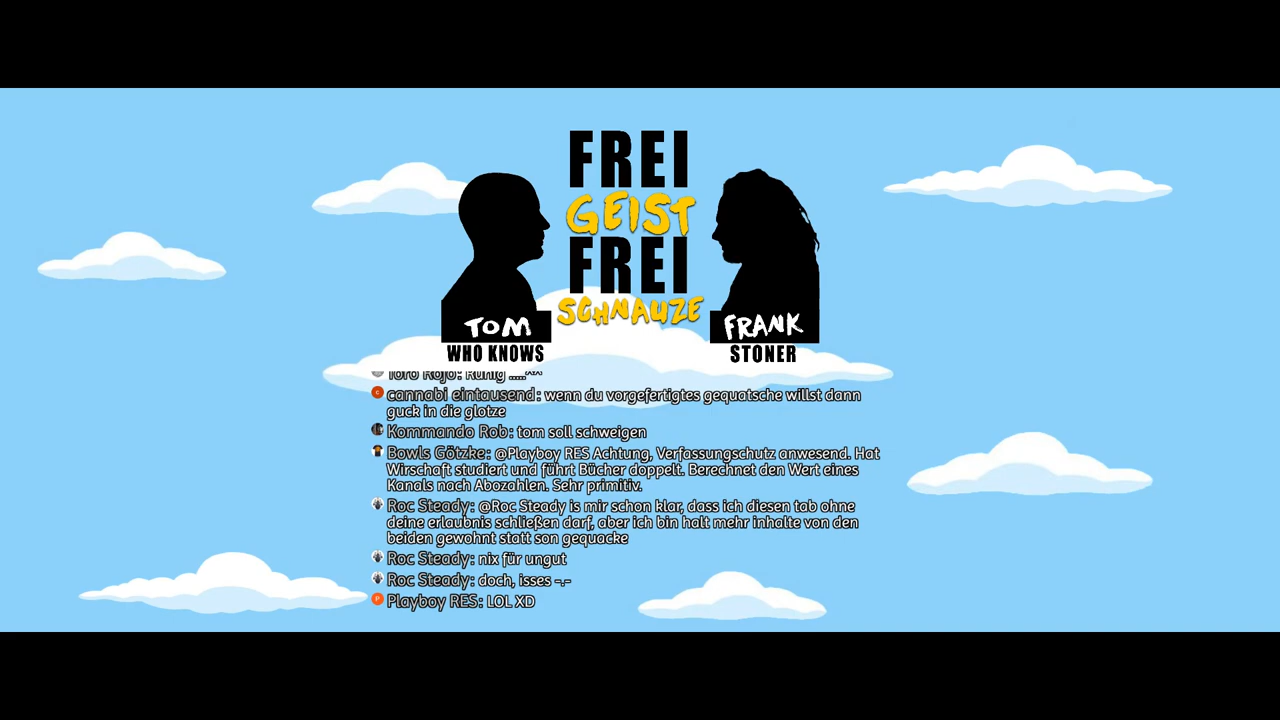 FREI
GEIST
FREI
SCHNAUZE
TOM
WHO KNOWS
FRANK
STONER
Toro Rojo: Ruhig .....^^^
cannabi eintausend: wenn du vorgefertigtes gequatsche willst dann
guck in die glotze
Kommando Rob: tom soll schweigen
Bowls Götzke: @Playboy RES Achtung, Verfassungschutz anwesend. Hat
Wirschaft studiert und führt Bücher doppelt. Berechnet den Wert eines
Kanals nach Abozahlen. Sehr primitiv.
Roc Steady: @Roc Steady is mir schon klar, dass ich diesen tab ohne
deine erlaubnis schließen darf, aber ich bin halt mehr inhalte von den
beiden gewohnt statt son gequacke
Roc Steady: nix für ungut
Roc Steady: doch, isses -.-
Playboy RES: LOL XD